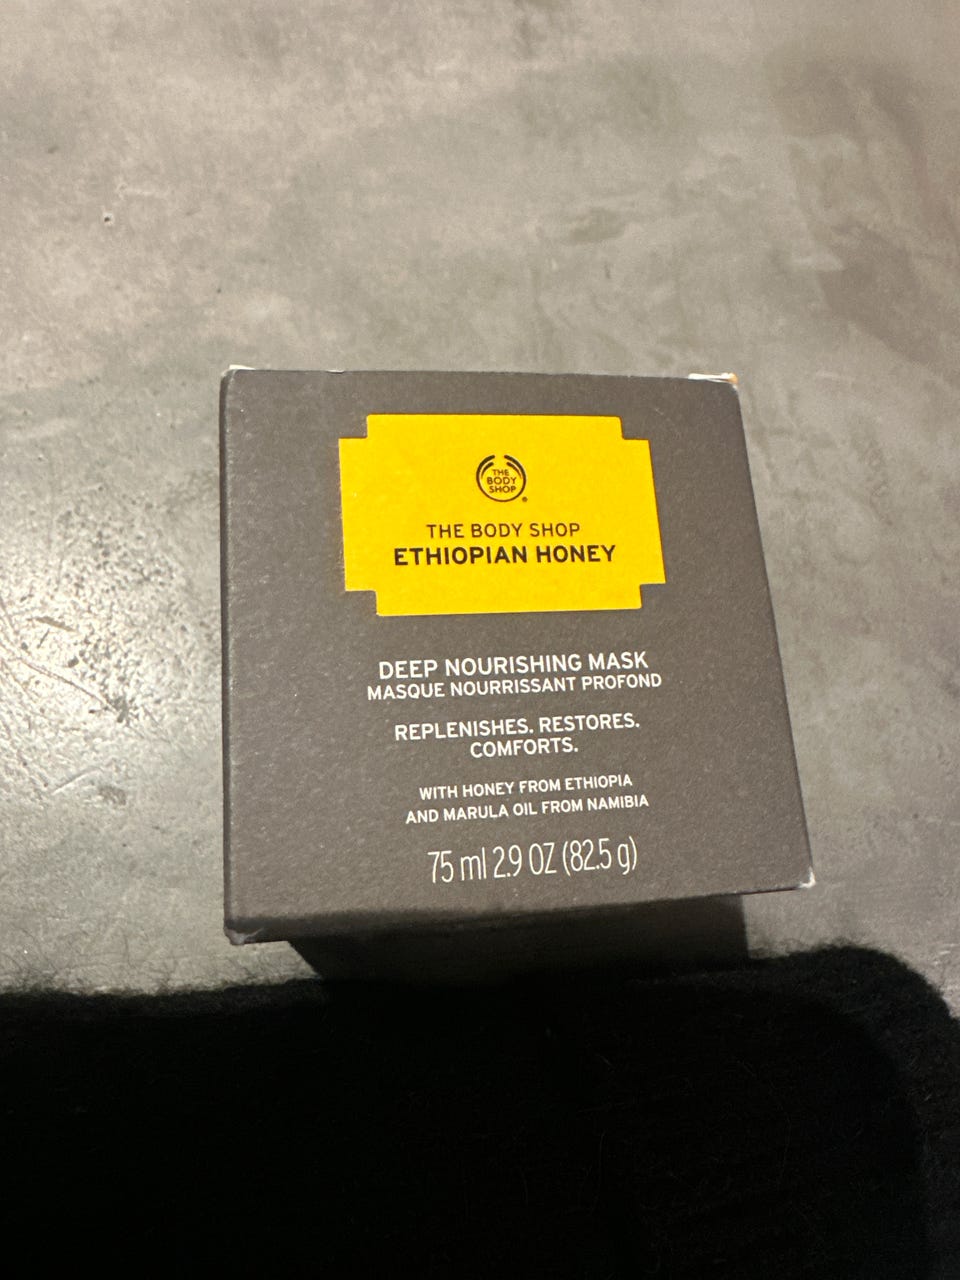 THE
BODY
SHOP
THE BODY SHOP
ETHIOPIAN HONEY
DEEP NOURISHING MASK
MASQUE NOURRISSANT PROFOND
REPLENISHES. RESTORES.
COMFORTS.
WITH HONEY FROM ETHIOPIA
AND MARULA OIL FROM NAMIBIA
75 ml 2.9 OZ (82.5 g)